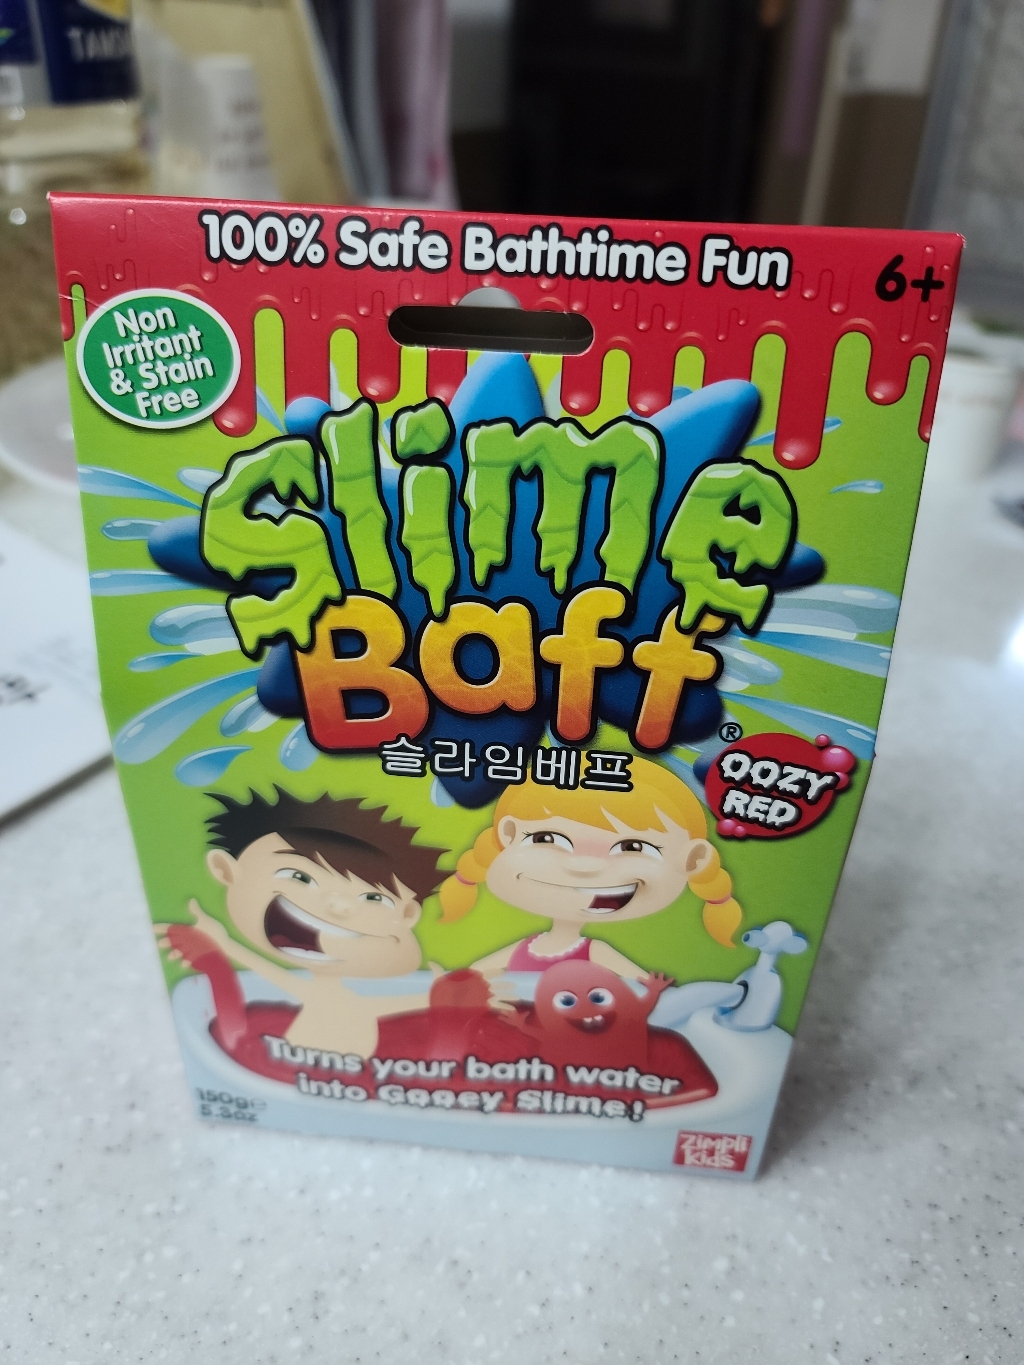 TAMS
100% Safe Bathtime Fun
6+
Non
Irritant
& Stain
Free
Slime
Baff®
슬라임베프
OOZY
RED
Turns your bath water
into Gooey Slime!
150g℮
5.3oz
Zimpli
kids